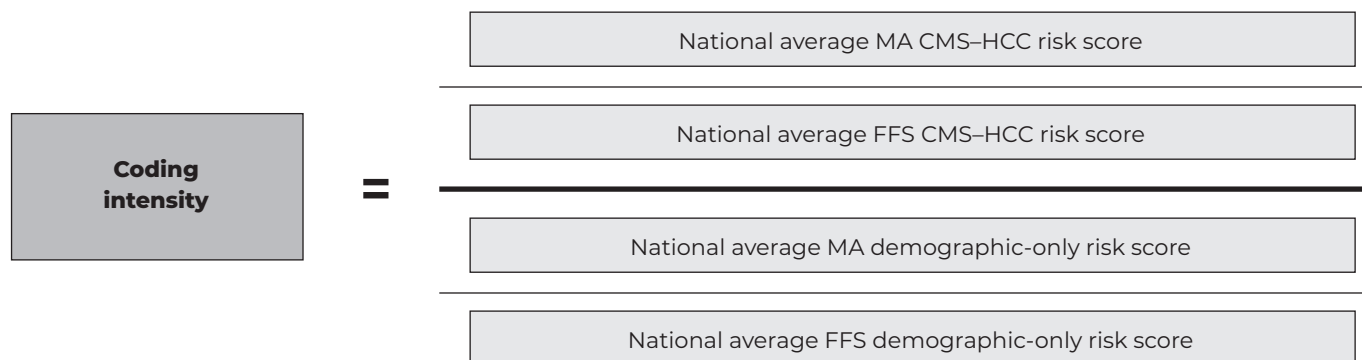 National average MA CMS–HCC risk score
National average FFS CMS–HCC risk score
Coding
intensity
=
National average MA demographic-only risk score
National average FFS demographic-only risk score